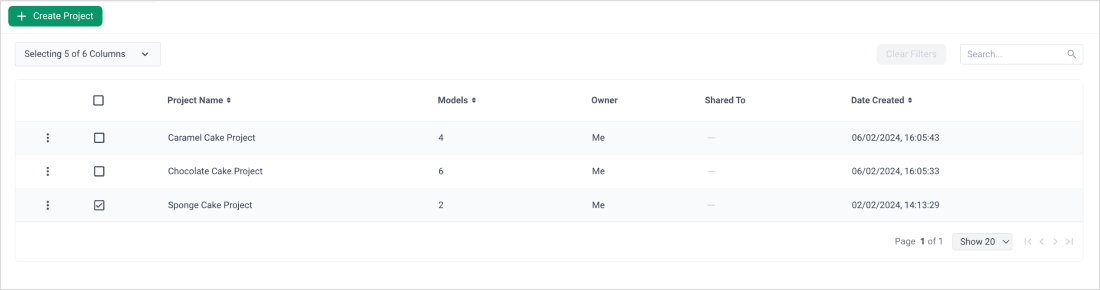 + Create Project
Selecting 5 of 6 Columns
Clear Filters
Search...
Project Name Models Owner Shared To Date Created
Caramel Cake Project 4 Me — 06/02/2024, 16:05:43
Chocolate Cake Project 6 Me — 06/02/2024, 16:05:33
Sponge Cake Project 2 Me — 02/02/2024, 14:13:29
Page 1 of 1 Show 20